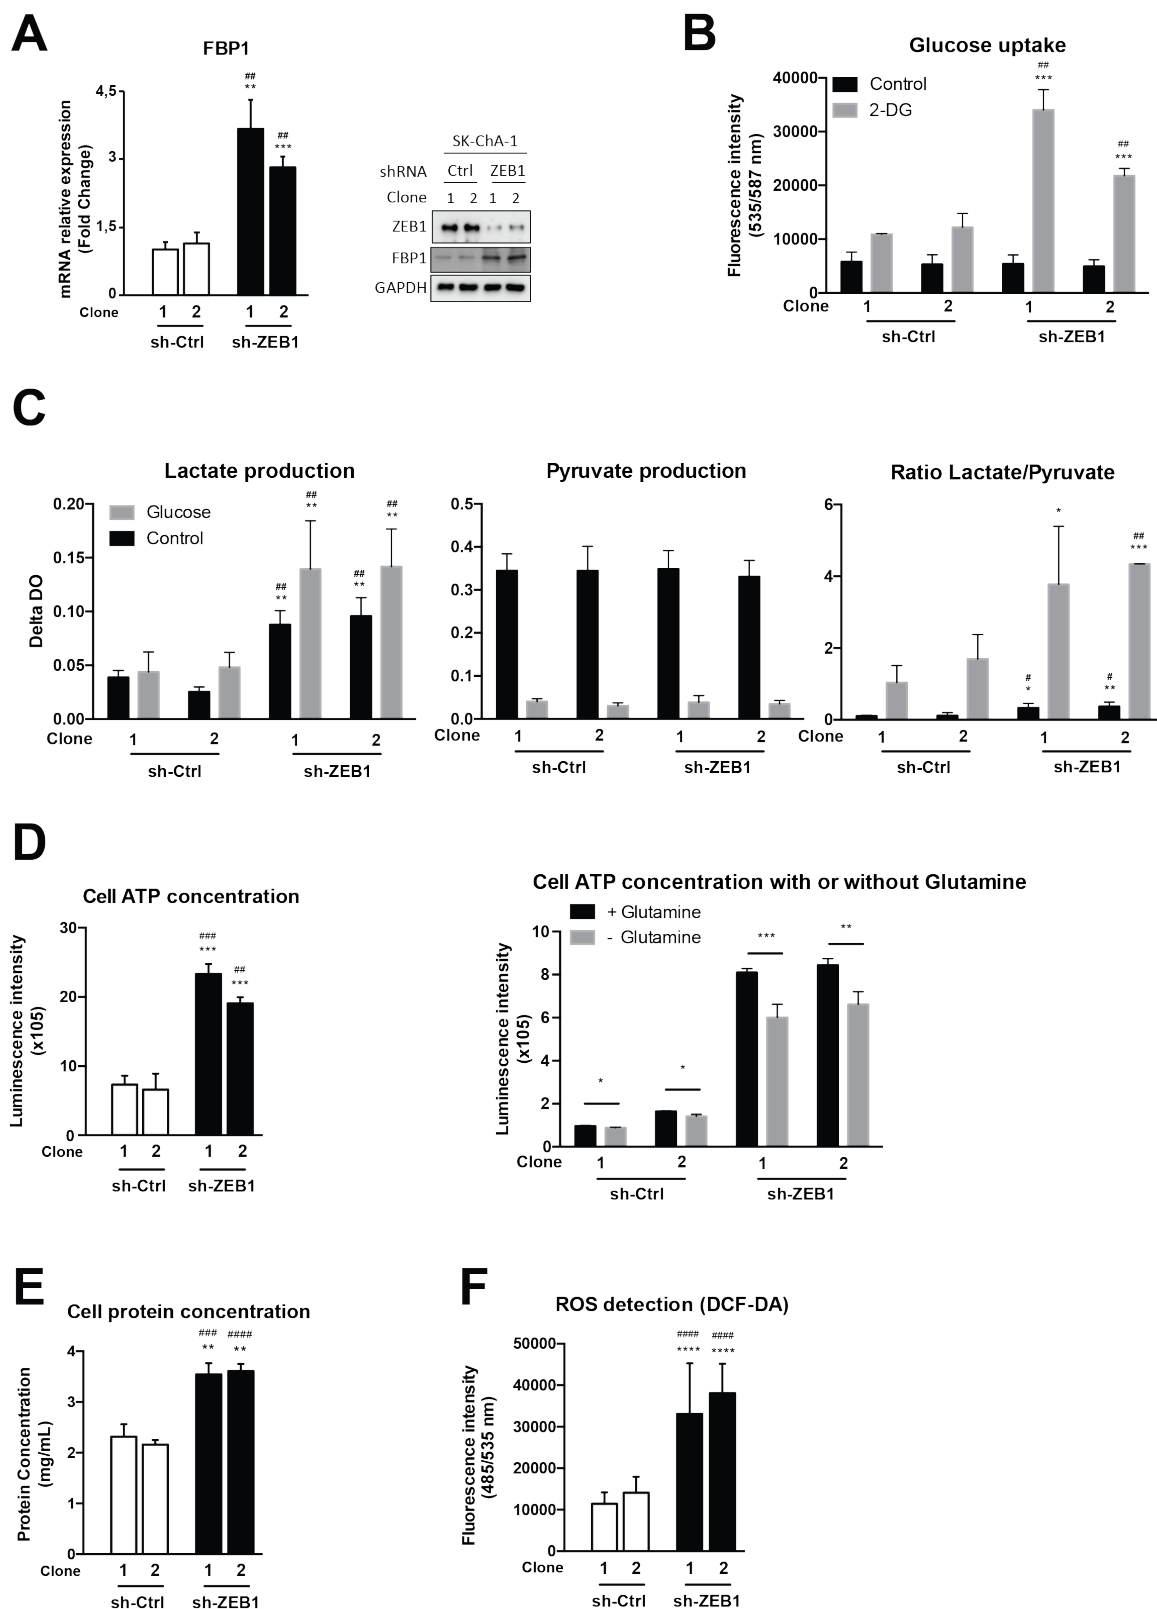 A
FBP1
mRNA relative expression
(Fold Change)
4,5
3
1,5
0
##
**
##
***
Clone 1 2 1 2
sh-Ctrl sh-ZEB1
SK-ChA-1
shRNA Ctrl ZEB1
Clone 1 2 1 2
ZEB1
FBP1
GAPDH
B
Glucose uptake
Control
2-DG
Fluorescence intensity
(535/587 nm)
40000
30000
20000
10000
0
##
***
##
***
Clone 1 2 1 2
sh-Ctrl sh-ZEB1
C
Lactate production
Glucose
Control
Delta DO
0.20
0.15
0.10
0.05
0.00
##
**
##
**
##
**
##
**
Clone 1 2 1 2
sh-Ctrl sh-ZEB1
Pyruvate production
0.5
0.4
0.3
0.2
0.1
0.0
Clone 1 2 1 2
sh-Ctrl sh-ZEB1
Ratio Lactate/Pyruvate
6
4
2
0
#
*
*
#
**
##
***
Clone 1 2 1 2
sh-Ctrl sh-ZEB1
D
Cell ATP concentration
Luminescence intensity
(x105)
30
20
10
0
###
***
##
***
Clone 1 2 1 2
sh-Ctrl sh-ZEB1
Cell ATP concentration with or without Glutamine
+ Glutamine
- Glutamine
Luminescence intensity
(x105)
10
8
6
4
2
0
*
*
***
**
Clone 1 2 1 2
sh-Ctrl sh-ZEB1
E
Cell protein concentration
Protein Concentration
(mg/mL)
4
3
2
1
0
###
**
####
**
Clone 1 2 1 2
sh-Ctrl sh-ZEB1
F
ROS detection (DCF-DA)
Fluorescence intensity
(485/535 nm)
50000
40000
30000
20000
10000
0
####
****
####
****
Clone 1 2 1 2
sh-Ctrl sh-ZEB1